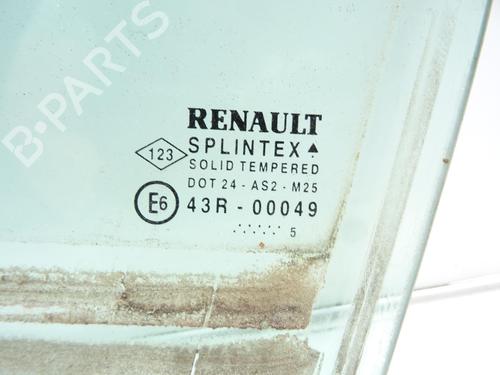 B-PARTS
RENAULT
123 SPLINTEX
SOLID TEMPERED
DOT 24 - AS2 - M25
E6 43R - 00049
5